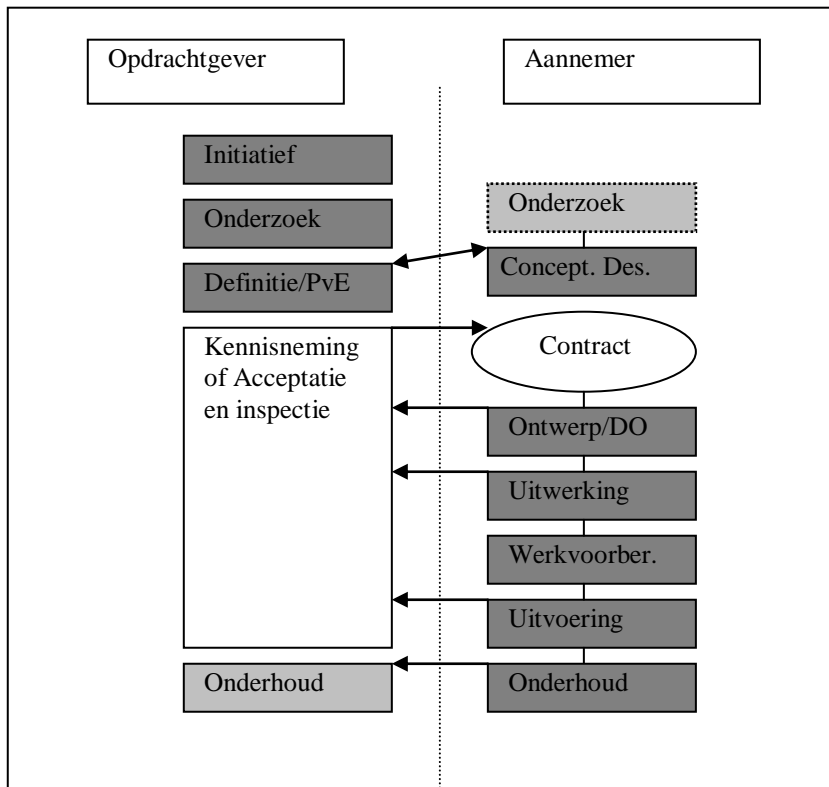 Opdrachtgever
Aannemer
Initiatief
Onderzoek
Onderzoek
Definitie/PvE
Concept. Des.
Kennisneming
of Acceptatie
en inspectie
Contract
Ontwerp/DO
Uitwerking
Werkvoorber.
Uitvoering
Onderhoud
Onderhoud